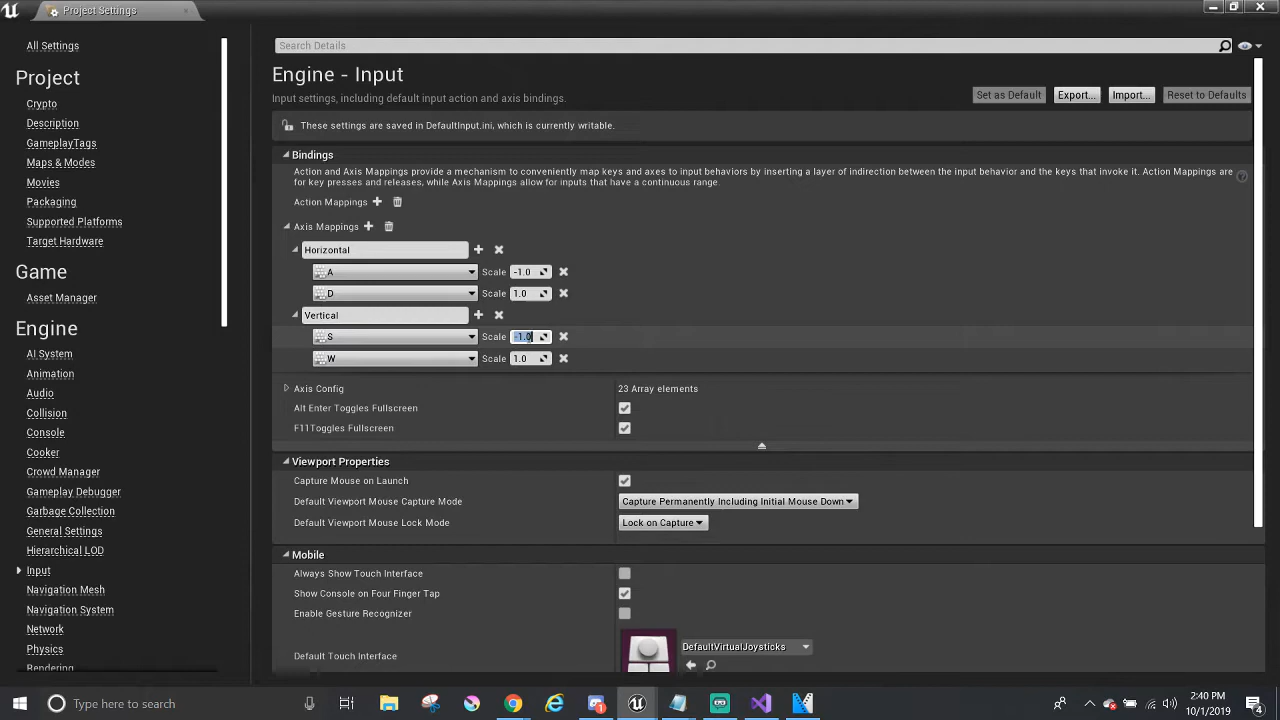 Project Settings
All Settings
Project
Crypto
Description
GameplayTags
Maps & Modes
Movies
Packaging
Supported Platforms
Target Hardware
Game
Asset Manager
Engine
AI System
Animation
Audio
Collision
Console
Cooker
Crowd Manager
Gameplay Debugger
Garbage Collection
General Settings
Hierarchical LOD
Input
Navigation Mesh
Navigation System
Network
Physics
Rendering
Search Details
Engine - Input
Input settings, including default input action and axis bindings.
Set as Default Export... Import... Reset to Defaults
These settings are saved in DefaultInput.ini, which is currently writable.
Bindings
Action and Axis Mappings provide a mechanism to conveniently map keys and axes to input behaviors by inserting a layer of indirection between the input behavior and the keys that invoke it. Action Mappings are
for key presses and releases, while Axis Mappings allow for inputs that have a continuous range.
Action Mappings
Axis Mappings
Horizontal
A Scale -1.0
D Scale 1.0
Vertical
S Scale -1.0
W Scale 1.0
Axis Config 23 Array elements
Alt Enter Toggles Fullscreen
F11Toggles Fullscreen
Viewport Properties
Capture Mouse on Launch
Default Viewport Mouse Capture Mode Capture Permanently Including Initial Mouse Down
Default Viewport Mouse Lock Mode Lock on Capture
Mobile
Always Show Touch Interface
Show Console on Four Finger Tap
Enable Gesture Recognizer
Default Touch Interface DefaultVirtualJoysticks
Type here to search
2:40 PM
10/1/2019
4